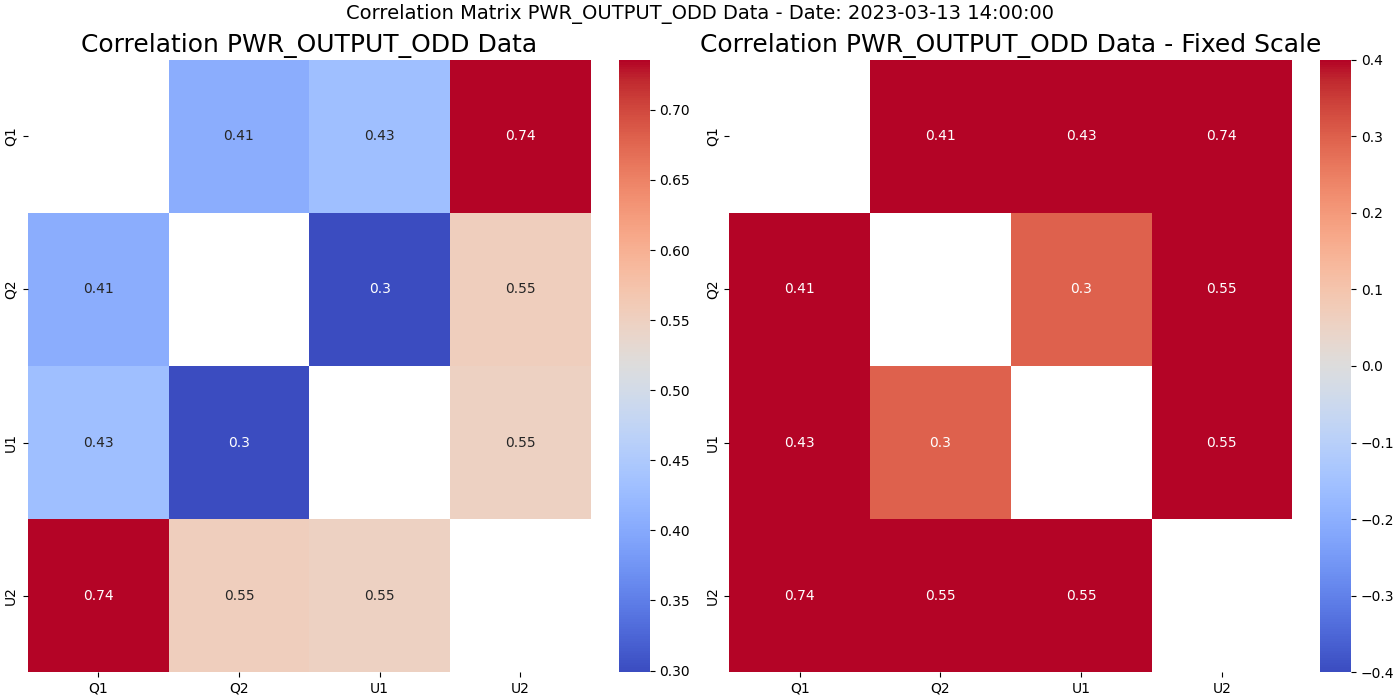 Correlation Matrix PWR_OUTPUT_ODD Data - Date: 2023-03-13 14:00:00
Correlation PWR_OUTPUT_ODD Data
Q1
0.41 0.43 0.74
Q2
0.41 0.3 0.55
U1
0.43 0.3 0.55
U2
0.74 0.55 0.55
Q1 Q2 U1 U2
0.70
0.65
0.60
0.55
0.50
0.45
0.40
0.35
0.30
Correlation PWR_OUTPUT_ODD Data - Fixed Scale
Q1
0.41 0.43 0.74
Q2
0.41 0.3 0.55
U1
0.43 0.3 0.55
U2
0.74 0.55 0.55
Q1 Q2 U1 U2
0.4
0.3
0.2
0.1
0.0
−0.1
−0.2
−0.3
−0.4